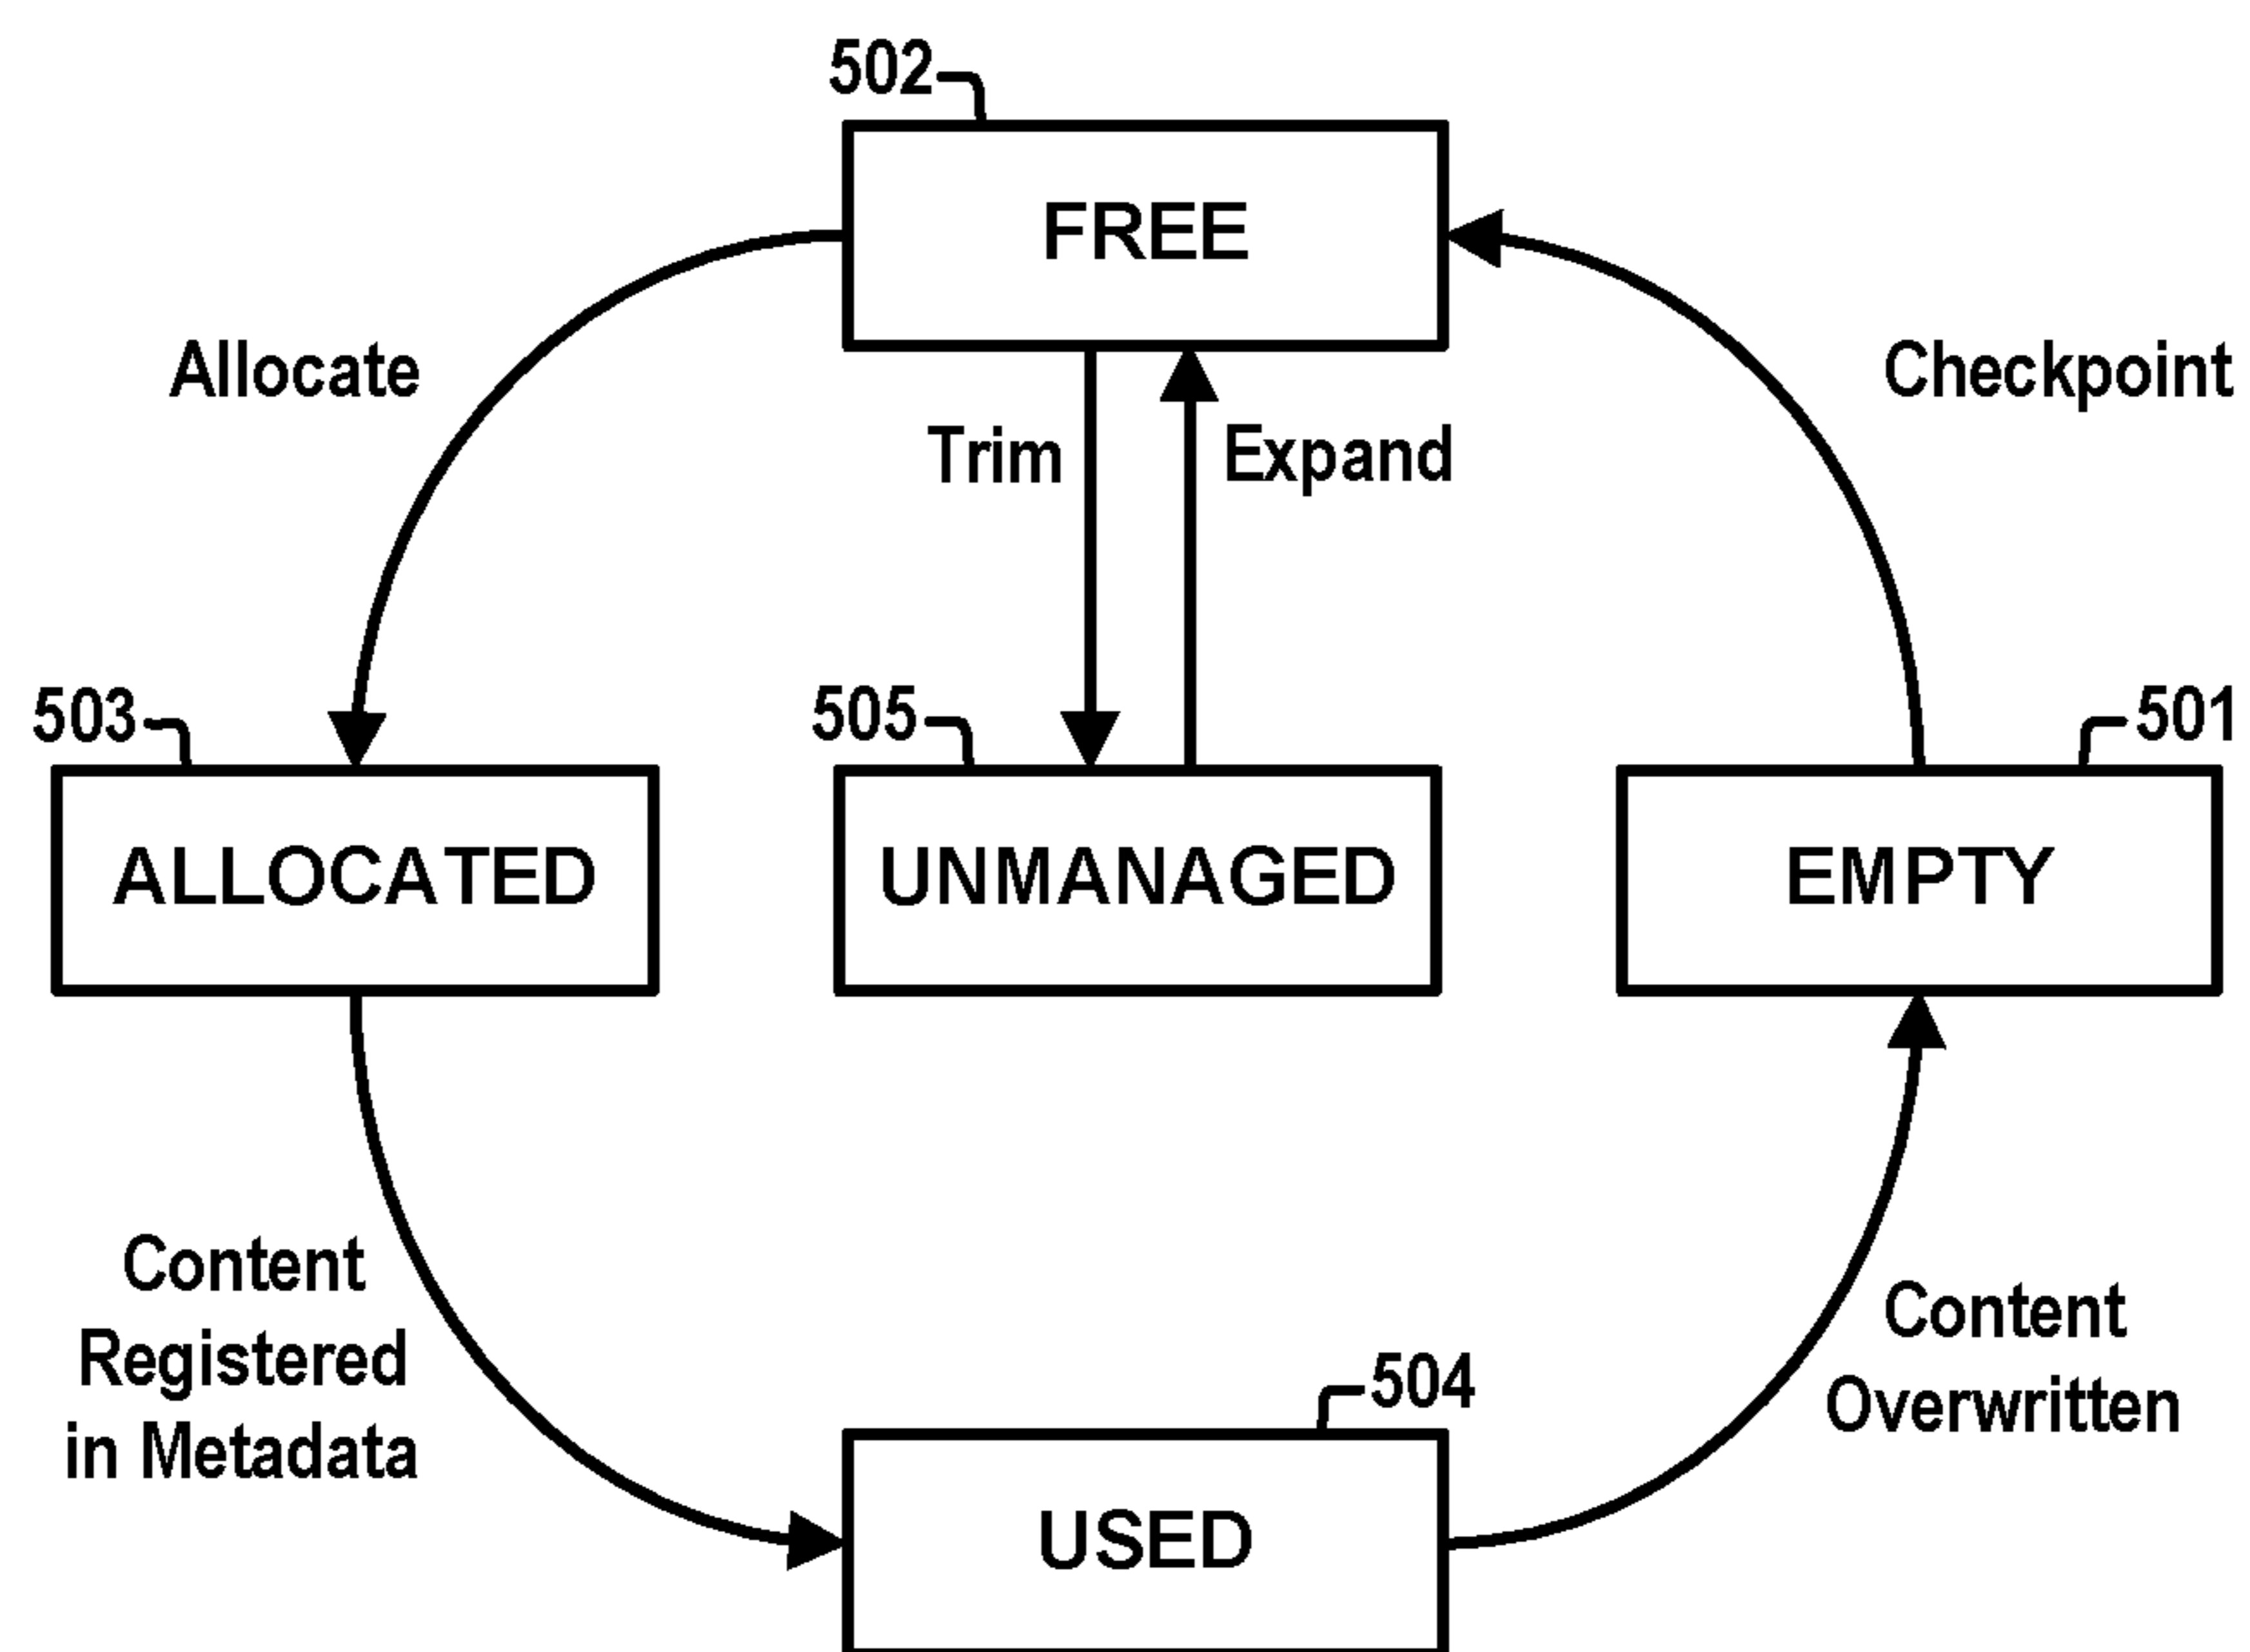 502
FREE
Allocate
Checkpoint
Trim
Expand
503
505
501
ALLOCATED
UNMANAGED
EMPTY
Content
Registered
in Metadata
Content
Overwritten
504
USED